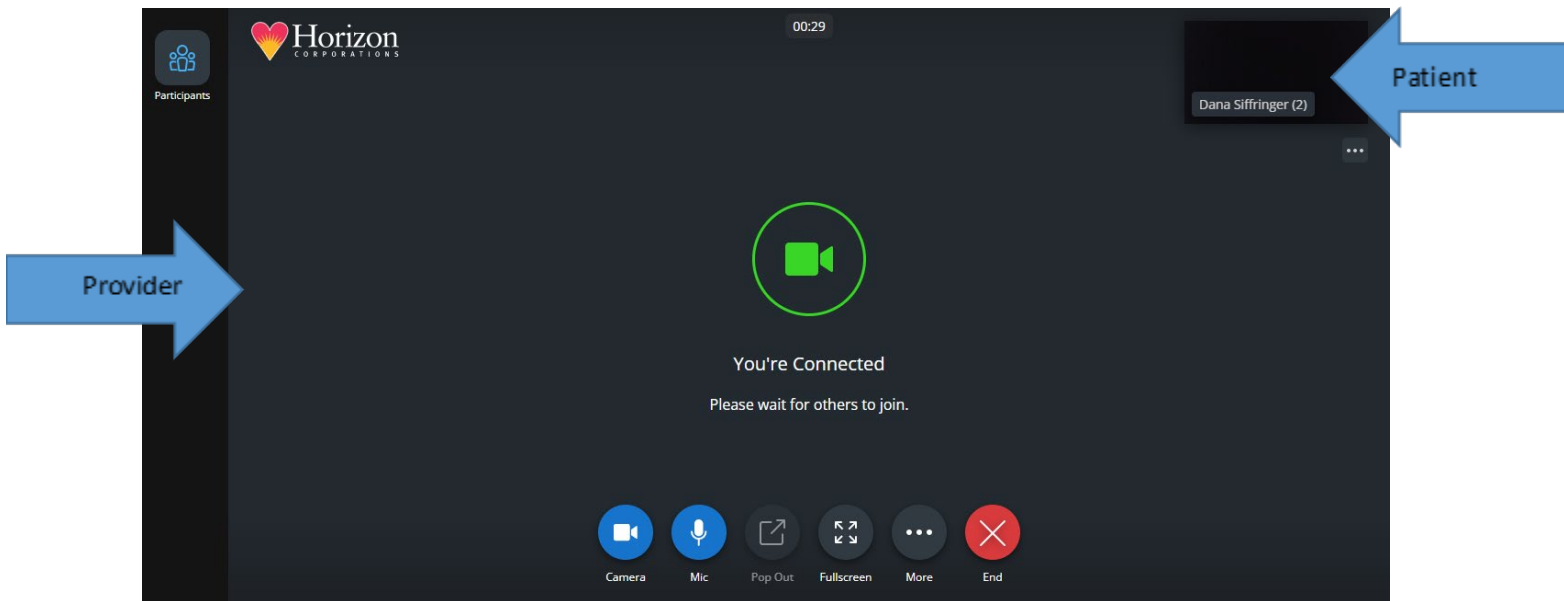 Participants
Horizon
CORPORATIONS
00:29
Dana Siffringer (2)
Patient
Provider
You're Connected
Please wait for others to join.
Camera
Mic
Pop Out
Fullscreen
More
End